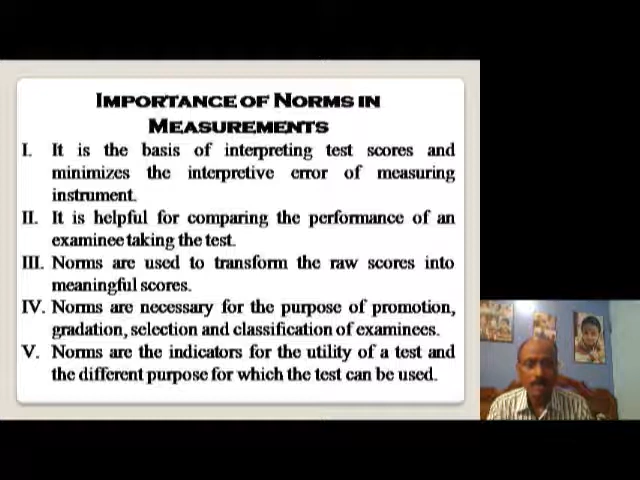 IMPORTANCE OF NORMS IN
MEASUREMENTS
I. It is the basis of interpreting test scores and
minimizes the interpretive error of measuring
instrument.
II. It is helpful for comparing the performance of an
examinee taking the test.
III. Norms are used to transform the raw scores into
meaningful scores.
IV. Norms are necessary for the purpose of promotion,
gradation, selection and classification of examinees.
V. Norms are the indicators for the utility of a test and
the different purpose for which the test can be used.